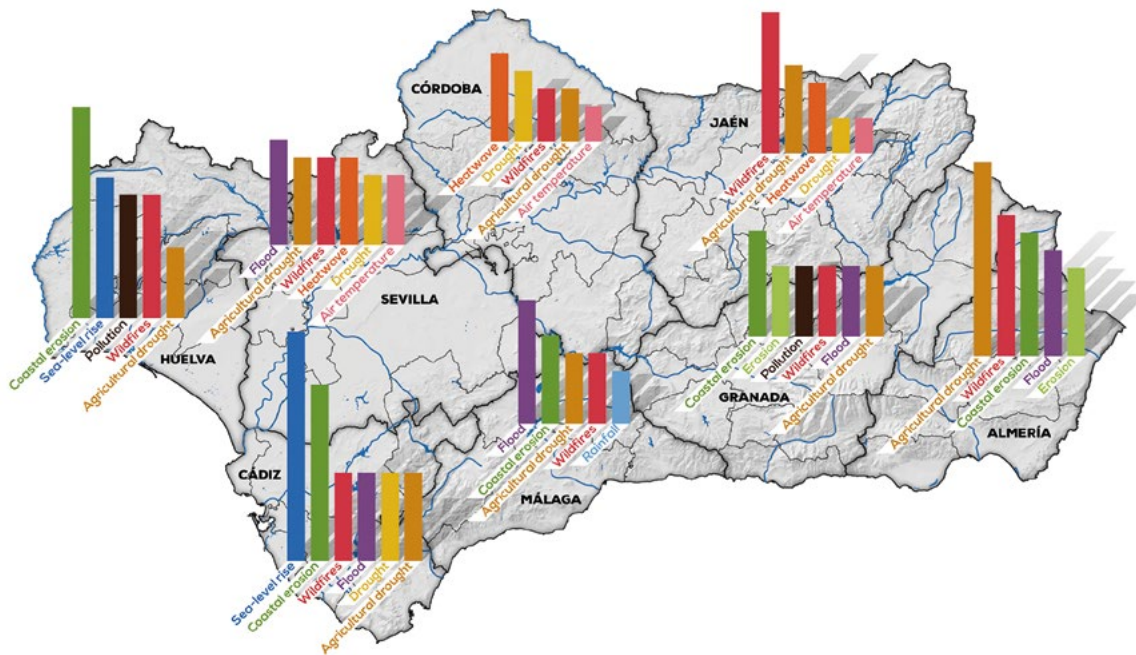 CÓRDOBA
Heatwave
Drought
Wildfires
Agricultural drought
Air temperature
JAÉN
Wildfires
Agricultural drought
Heatwave
Drought
Air temperature
HUELVA
Coastal erosion
Sea-level rise
Pollution
Wildfires
Agricultural drought
SEVILLA
Flood
Agricultural drought
Wildfires
Heatwave
Drought
Air temperature
GRANADA
Coastal erosion
Erosion
Pollution
Wildfires
Flood
Agricultural drought
ALMERÍA
Agricultural drought
Wildfires
Coastal erosion
Flood
Erosion
CÁDIZ
*
Sea-level rise
Coastal erosion
Wildfires
Flood
Drought
Agricultural drought
MÁLAGA
Flood
Coastal erosion
Agricultural drought
Wildfires
Rainfall